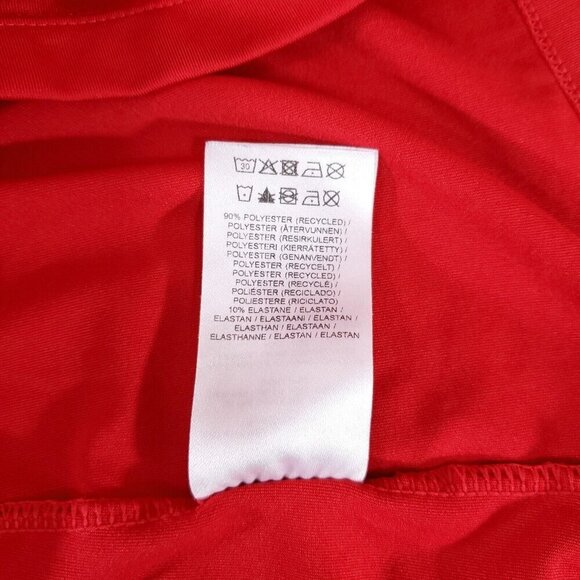 30
90% POLYESTER (RECYCLED) /
POLYESTER (ÅTERVUNNEN) /
POLYESTER (RESIRKULERT) /
POLYESTERI (KIERRÄTETTY) /
POLYESTER (GENANVENDT) /
POLYESTER (RECYCELT) /
POLYESTER (RECYCLED) /
POLYESTER (RECYCLÉ) /
POLIÉSTER (RECICLADO) /
POLIESTERE (RICICLATO)
10% ELASTANE / ELASTAN /
ELASTAN / ELASTAANI / ELASTAN /
ELASTHAN / ELASTAAN /
ELASTHANNE / ELASTAN / ELASTAN